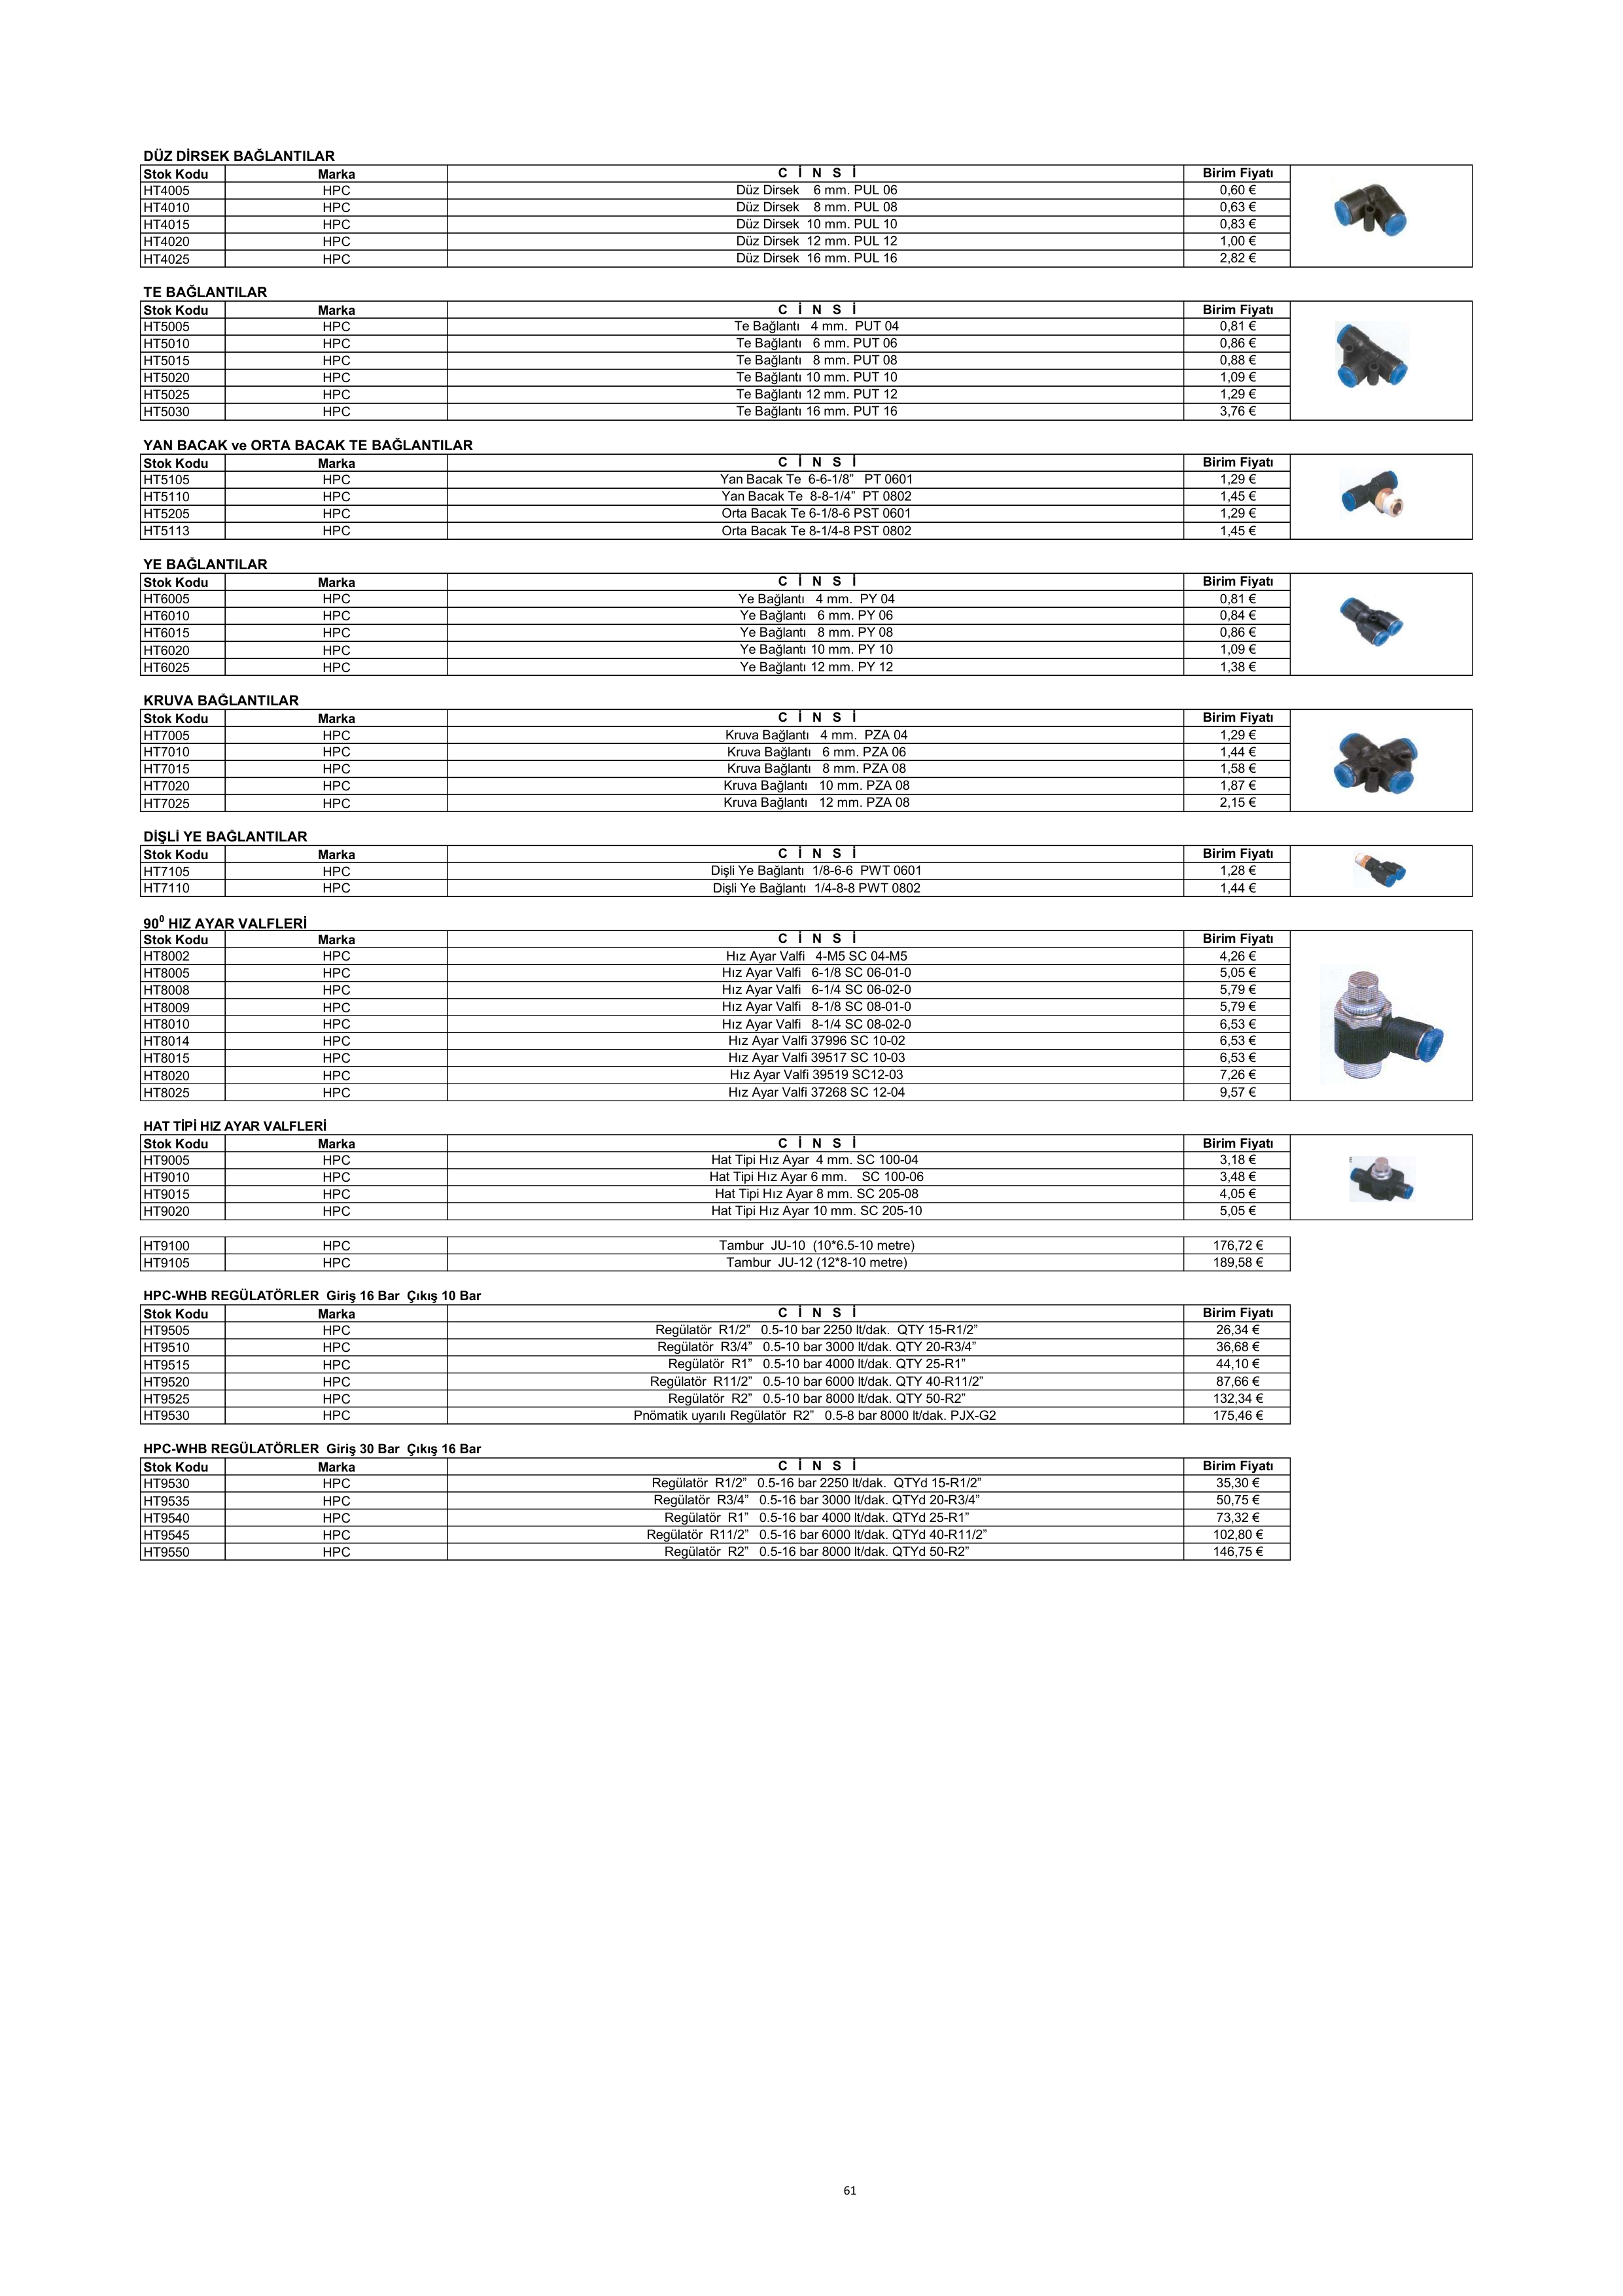 DÜZ DİRSEK BAĞLANTILAR
Stok Kodu Marka C İ N S İ Birim Fiyatı
HT4005 HPC Düz Dirsek 6 mm. PUL 06 0,60 €
HT4010 HPC Düz Dirsek 8 mm. PUL 08 0,63 €
HT4015 HPC Düz Dirsek 10 mm. PUL 10 0,83 €
HT4020 HPC Düz Dirsek 12 mm. PUL 12 1,00 €
HT4025 HPC Düz Dirsek 16 mm. PUL 16 2,82 €
TE BAĞLANTILAR
Stok Kodu Marka C İ N S İ Birim Fiyatı
HT5005 HPC Te Bağlantı 4 mm. PUT 04 0,81 €
HT5010 HPC Te Bağlantı 6 mm. PUT 06 0,86 €
HT5015 HPC Te Bağlantı 8 mm. PUT 08 0,88 €
HT5020 HPC Te Bağlantı 10 mm. PUT 10 1,09 €
HT5025 HPC Te Bağlantı 12 mm. PUT 12 1,29 €
HT5030 HPC Te Bağlantı 16 mm. PUT 16 3,76 €
YAN BACAK ve ORTA BACAK TE BAĞLANTILAR
Stok Kodu Marka C İ N S İ Birim Fiyatı
HT5105 HPC Yan Bacak Te 6-6-1/8” PT 0601 1,29 €
HT5110 HPC Yan Bacak Te 8-8-1/4” PT 0802 1,45 €
HT5205 HPC Orta Bacak Te 6-1/8-6 PST 0601 1,29 €
HT5113 HPC Orta Bacak Te 8-1/4-8 PST 0802 1,45 €
YE BAĞLANTILAR
Stok Kodu Marka C İ N S İ Birim Fiyatı
HT6005 HPC Ye Bağlantı 4 mm. PY 04 0,81 €
HT6010 HPC Ye Bağlantı 6 mm. PY 06 0,84 €
HT6015 HPC Ye Bağlantı 8 mm. PY 08 0,86 €
HT6020 HPC Ye Bağlantı 10 mm. PY 10 1,09 €
HT6025 HPC Ye Bağlantı 12 mm. PY 12 1,38 €
KRUVA BAĞLANTILAR
Stok Kodu Marka C İ N S İ Birim Fiyatı
HT7005 HPC Kruva Bağlantı 4 mm. PZA 04 1,29 €
HT7010 HPC Kruva Bağlantı 6 mm. PZA 06 1,44 €
HT7015 HPC Kruva Bağlantı 8 mm. PZA 08 1,58 €
HT7020 HPC Kruva Bağlantı 10 mm. PZA 08 1,87 €
HT7025 HPC Kruva Bağlantı 12 mm. PZA 08 2,15 €
DİŞLİ YE BAĞLANTILAR
Stok Kodu Marka C İ N S İ Birim Fiyatı
HT7105 HPC Dişli Ye Bağlantı 1/8-6-6 PWT 0601 1,28 €
HT7110 HPC Dişli Ye Bağlantı 1/4-8-8 PWT 0802 1,44 €
90⁰ HIZ AYAR VALFLERİ
Stok Kodu Marka C İ N S İ Birim Fiyatı
HT8002 HPC Hız Ayar Valfi 4-M5 SC 04-M5 4,26 €
HT8005 HPC Hız Ayar Valfi 6-1/8 SC 06-01-0 5,05 €
HT8008 HPC Hız Ayar Valfi 6-1/4 SC 06-02-0 5,79 €
HT8009 HPC Hız Ayar Valfi 8-1/8 SC 08-01-0 5,79 €
HT8010 HPC Hız Ayar Valfi 8-1/4 SC 08-02-0 6,53 €
HT8014 HPC Hız Ayar Valfi 37996 SC 10-02 6,53 €
HT8015 HPC Hız Ayar Valfi 39517 SC 10-03 6,53 €
HT8020 HPC Hız Ayar Valfi 39519 SC12-03 7,26 €
HT8025 HPC Hız Ayar Valfi 37268 SC 12-04 9,57 €
HAT TİPİ HIZ AYAR VALFLERİ
Stok Kodu Marka C İ N S İ Birim Fiyatı
HT9005 HPC Hat Tipi Hız Ayar 4 mm. SC 100-04 3,18 €
HT9010 HPC Hat Tipi Hız Ayar 6 mm. SC 100-06 3,48 €
HT9015 HPC Hat Tipi Hız Ayar 8 mm. SC 205-08 4,05 €
HT9020 HPC Hat Tipi Hız Ayar 10 mm. SC 205-10 5,05 €
HT9100 HPC Tambur JU-10 (10*6.5-10 metre) 176,72 €
HT9105 HPC Tambur JU-12 (12*8-10 metre) 189,58 €
HPC-WHB REGÜLATÖRLER Giriş 16 Bar Çıkış 10 Bar
Stok Kodu Marka C İ N S İ Birim Fiyatı
HT9505 HPC Regülatör R1/2” 0.5-10 bar 2250 lt/dak. QTY 15-R1/2” 26,34 €
HT9510 HPC Regülatör R3/4” 0.5-10 bar 3000 lt/dak. QTY 20-R3/4” 36,68 €
HT9515 HPC Regülatör R1” 0.5-10 bar 4000 lt/dak. QTY 25-R1” 44,10 €
HT9520 HPC Regülatör R11/2” 0.5-10 bar 6000 lt/dak. QTY 40-R11/2” 87,66 €
HT9525 HPC Regülatör R2” 0.5-10 bar 8000 lt/dak. QTY 50-R2” 132,34 €
HT9530 HPC Pnömatik uyarılı Regülatör R2” 0.5-8 bar 8000 lt/dak. PJX-G2 175,46 €
HPC-WHB REGÜLATÖRLER Giriş 30 Bar Çıkış 16 Bar
Stok Kodu Marka C İ N S İ Birim Fiyatı
HT9530 HPC Regülatör R1/2” 0.5-16 bar 2250 lt/dak. QTYd 15-R1/2” 35,30 €
HT9535 HPC Regülatör R3/4” 0.5-16 bar 3000 lt/dak. QTYd 20-R3/4” 50,75 €
HT9540 HPC Regülatör R1” 0.5-16 bar 4000 lt/dak. QTYd 25-R1” 73,32 €
HT9545 HPC Regülatör R11/2” 0.5-16 bar 6000 lt/dak. QTYd 40-R11/2” 102,80 €
HT9550 HPC Regülatör R2” 0.5-16 bar 8000 lt/dak. QTYd 50-R2” 146,75 €
61